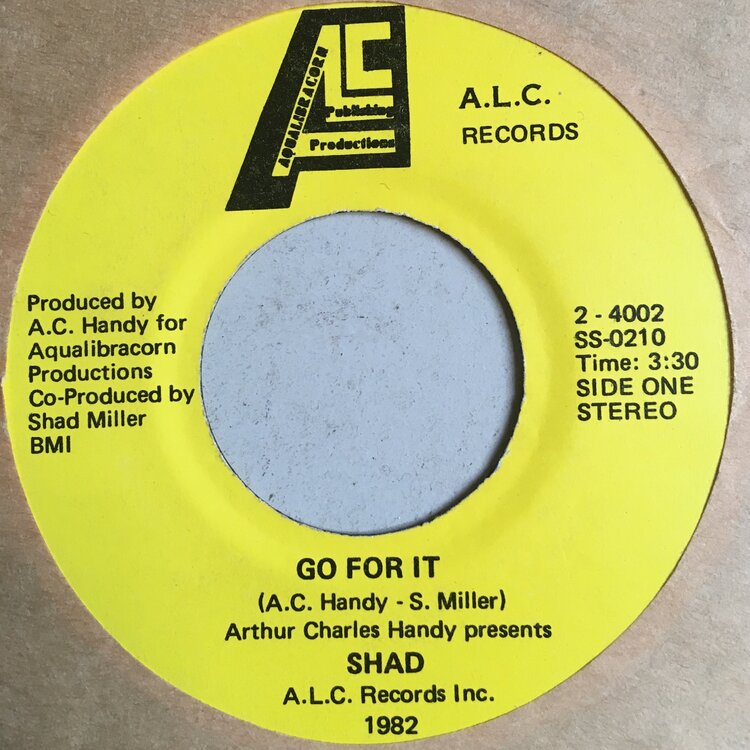 ALC
AQUALIBRACORN
Publishing
Productions
A.L.C.
RECORDS
Produced by
A.C. Handy for
Aqualibracorn
Productions
Co-Produced by
Shad Miller
BMI
2 - 4002
SS-0210
Time: 3:30
SIDE ONE
STEREO
GO FOR IT
(A.C. Handy - S. Miller)
Arthur Charles Handy presents
SHAD
A.L.C. Records Inc.
1982